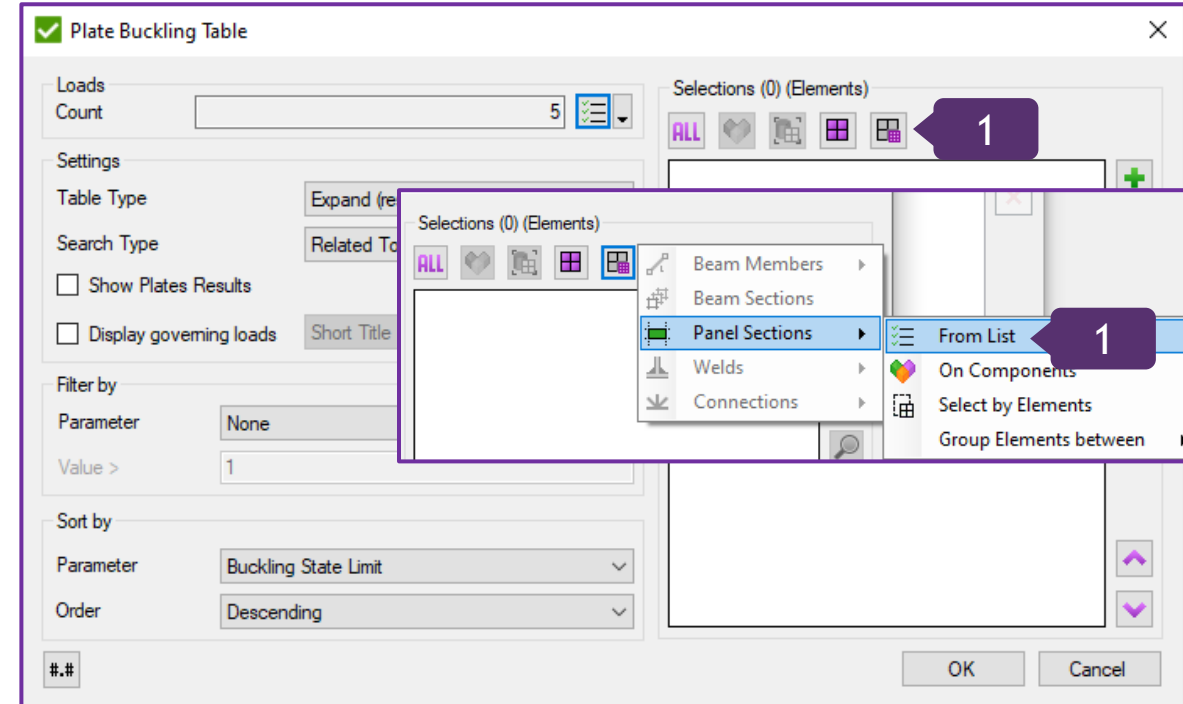 Plate Buckling Table
Loads
Count
5
Settings
Table Type
Expand (re
Search Type
Related To
Show Plates Results
Display governing loads
Short Title
Filter by
Parameter
None
Value >
1
Sort by
Parameter
Buckling State Limit
Order
Descending
#.#
Selections (0) (Elements)
ALL
1
Selections (0) (Elements)
ALL
Beam Members
Beam Sections
Panel Sections
Welds
Connections
From List
1
On Components
Select by Elements
Group Elements between
OK
Cancel